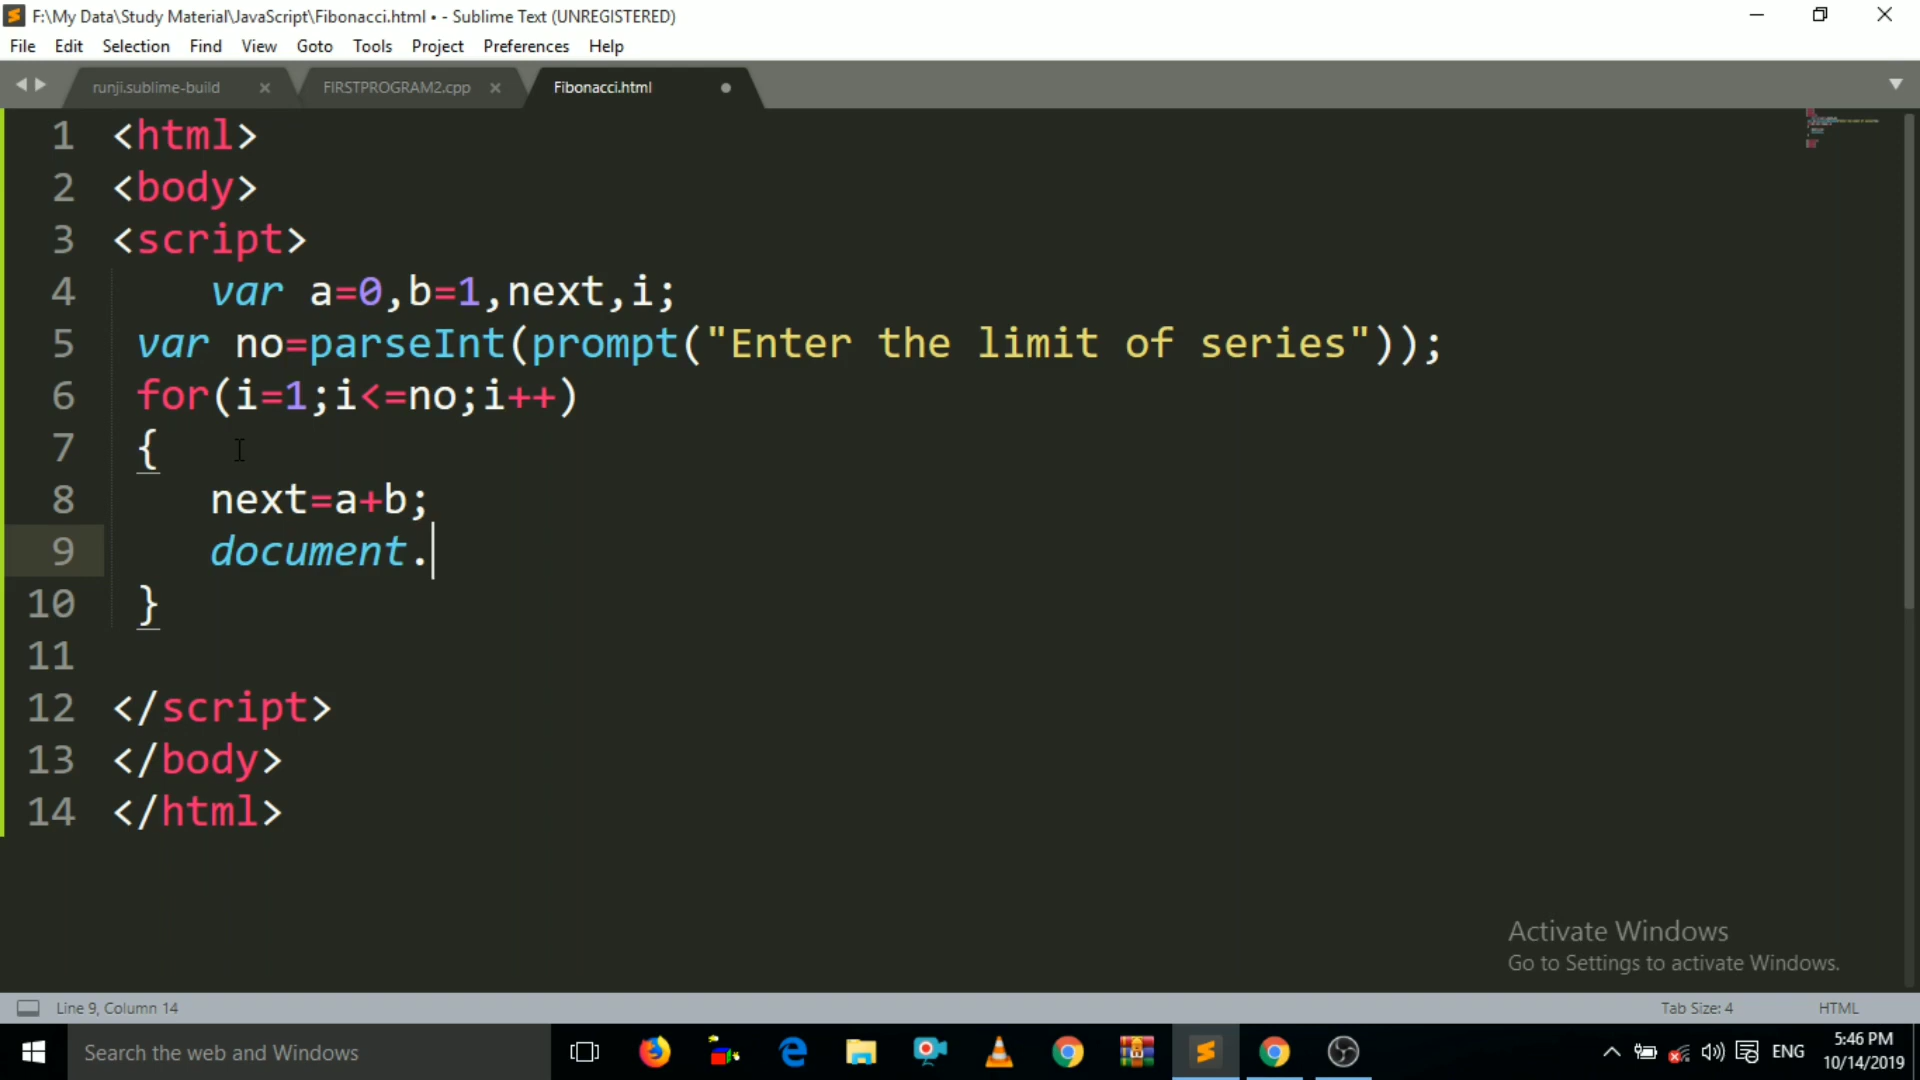 F:\My Data\Study Material\JavaScript\Fibonacci.html • - Sublime Text (UNREGISTERED)
File Edit Selection Find View Goto Tools Project Preferences Help
runji.sublime-build × FIRSTPROGRAM2.cpp × Fibonacci.html
1 <html>
2 <body>
3 <script>
4 var a=0,b=1,next,i;
5 var no=parseInt(prompt("Enter the limit of series"));
6 for(i=1;i<=no;i++)
7 {
8 next=a+b;
9 document.
10 }
11
12 </script>
13 </body>
14 </html>
Activate Windows
Go to Settings to activate Windows.
Line 9, Column 14 Tab Size: 4 HTML
Search the web and Windows ENG 5:46 PM
10/14/2019